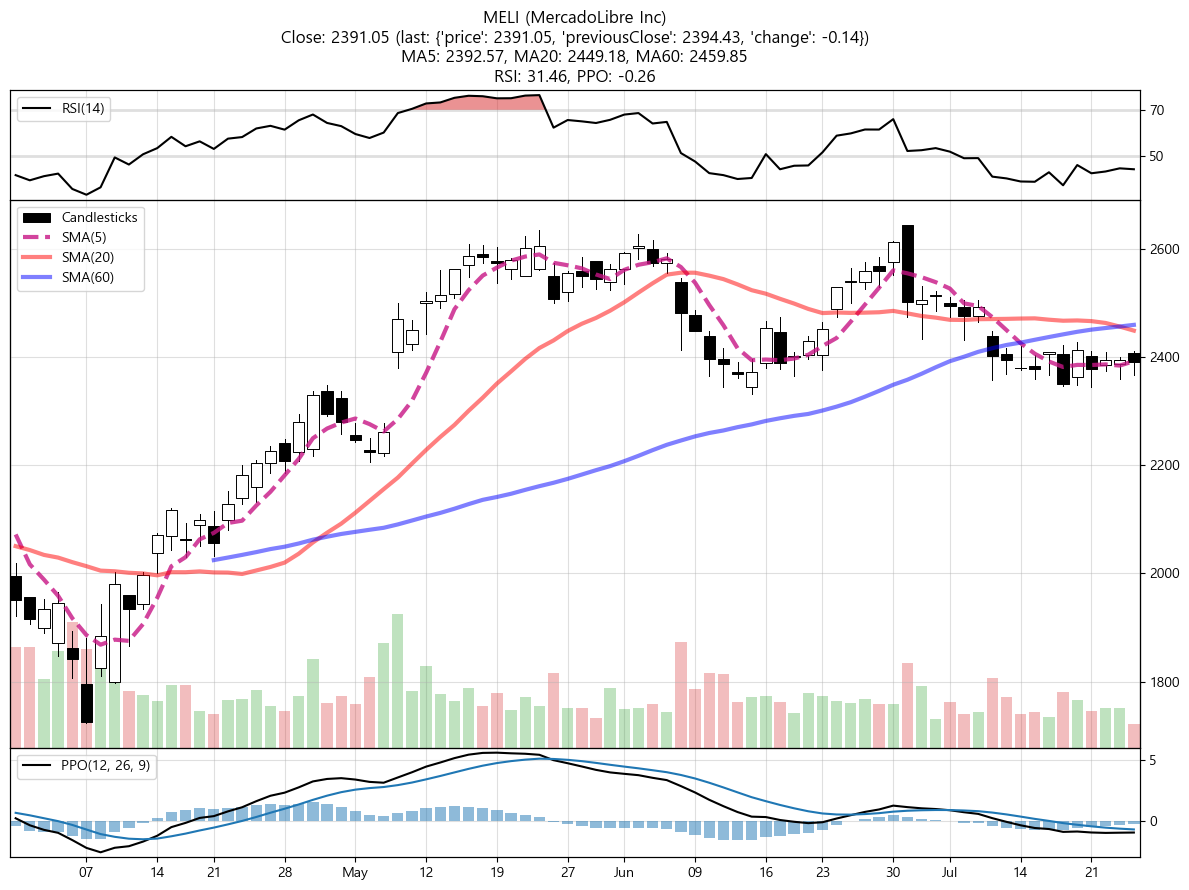 MELI (MercadoLibre Inc)
Close: 2391.05 (last: {'price': 2391.05, 'previousClose': 2394.43, 'change': -0.14})
MA5: 2392.57, MA20: 2449.18, MA60: 2459.85
RSI: 31.46, PPO: -0.26
RSI(14)
70
50
Candlesticks
SMA(5)
SMA(20)
SMA(60)
2600
2400
2200
2000
1800
PPO(12, 26, 9)
5
0
07 14 21 28 May 12 19 27 Jun 09 16 23 30 Jul 14 21